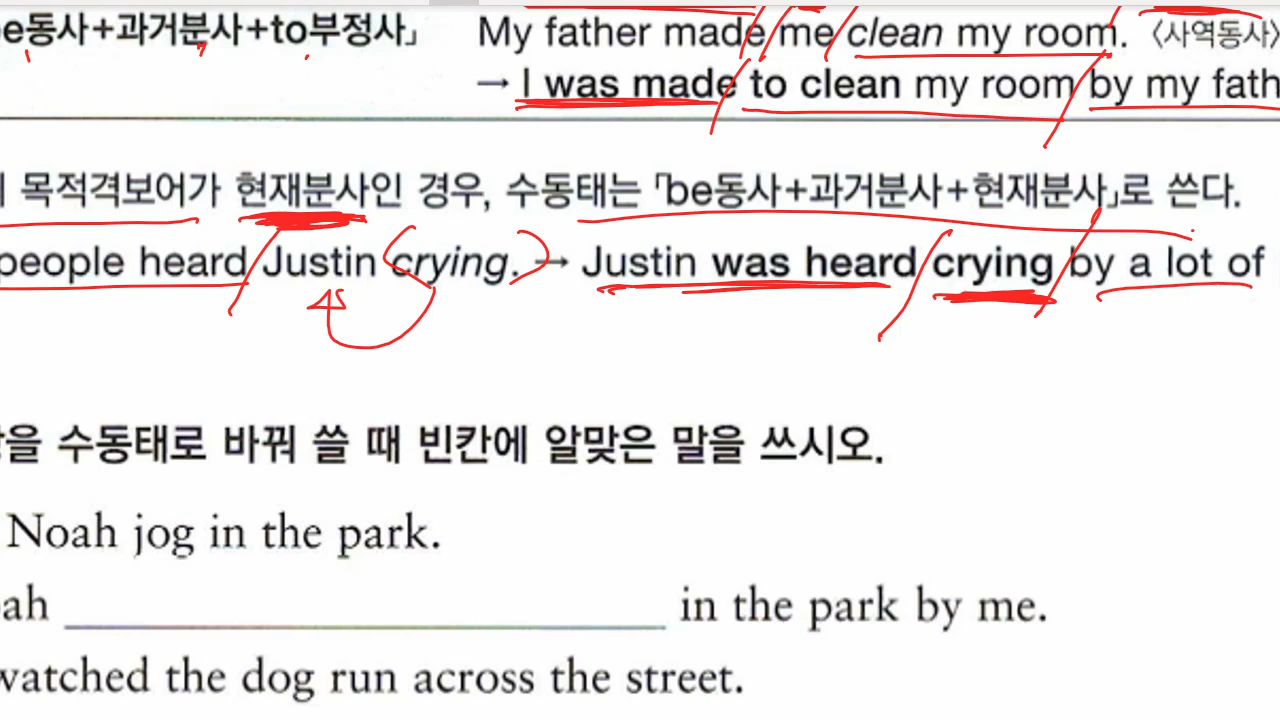 be동사+과거분사+to부정사」 My father made me clean my room. 〈사역동사〉
→ I was made to clean my room by my fath
목적격보어가 현재분사인 경우, 수동태는 「be동사+과거분사+현재분사」로 쓴다.
people heard Justin crying. → Justin was heard crying by a lot of
을 수동태로 바꿔 쓸 때 빈칸에 알맞은 말을 쓰시오.
Noah jog in the park.
ah ____________ in the park by me.
watched the dog run across the street.